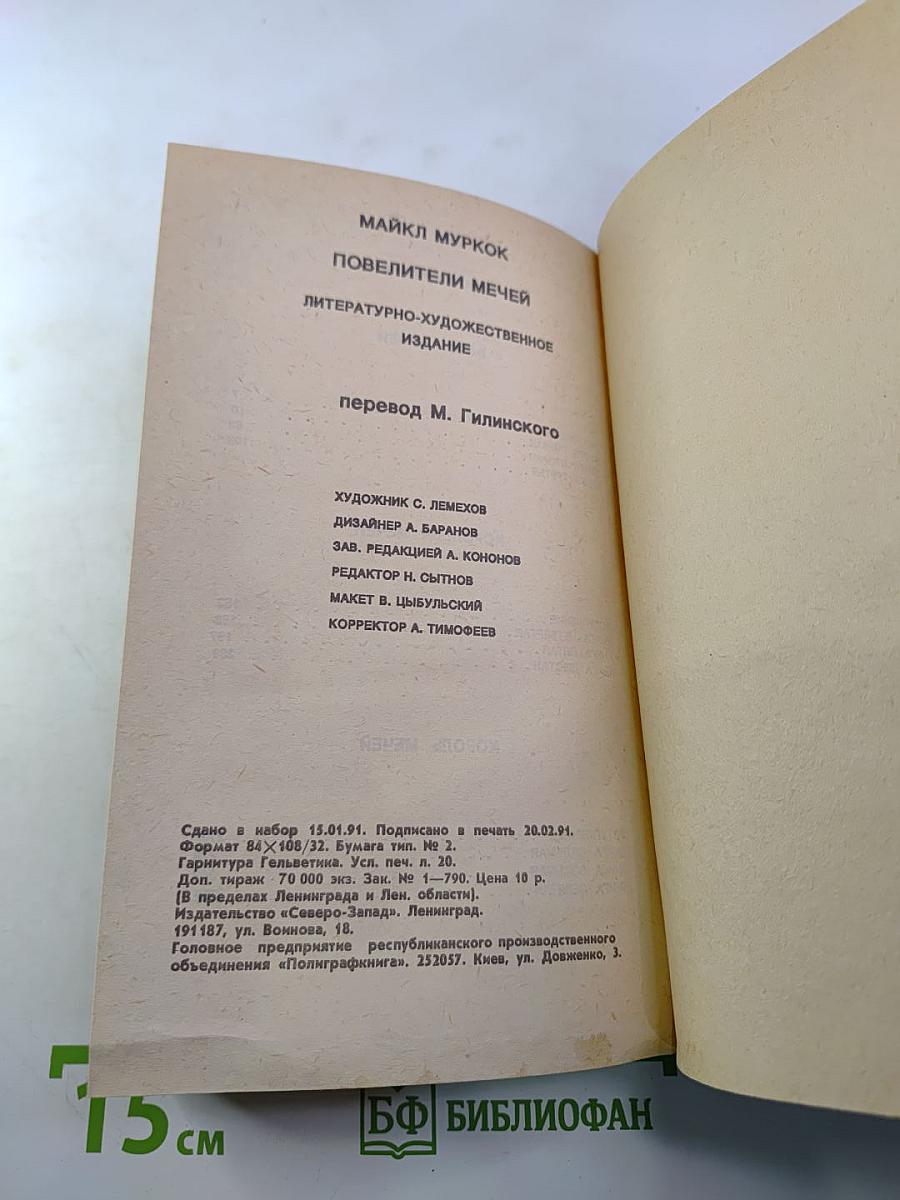 МАЙКЛ МУРКОК
ПОВЕЛИТЕЛИ МЕЧЕЙ
ЛИТЕРАТУРНО-ХУДОЖЕСТВЕННОЕ
ИЗДАНИЕ
перевод М. Гилинского
ХУДОЖНИК С. ЛЕМЕХОВ
ДИЗАЙНЕР А. БАРАНОВ
ЗАВ. РЕДАКЦИЕЙ А. КОНОНОВ
РЕДАКТОР Н. СЫТНОВ
МАКЕТ В. ЦЫБУЛЬСКИЙ
КОРРЕКТОР А. ТИМОФЕЕВ
Сдано в набор 15.01.91. Подписано в печать 20.02.91.
Формат 84×108/32. Бумага тип. № 2.
Гарнитура Гельветика. Усл. печ. л. 20.
Доп. тираж 70 000 экз. Зак. № 1—790. Цена 10 р.
(В пределах Ленинграда и Лен. области).
Издательство «Северо-Запад». Ленинград.
191187, ул. Воинова, 18.
Головное предприятие республиканского производственного
объединения «Полиграфкнига». 252057. Киев, ул. Довженко, 3.
15 см
БФ БИБЛИОФАН